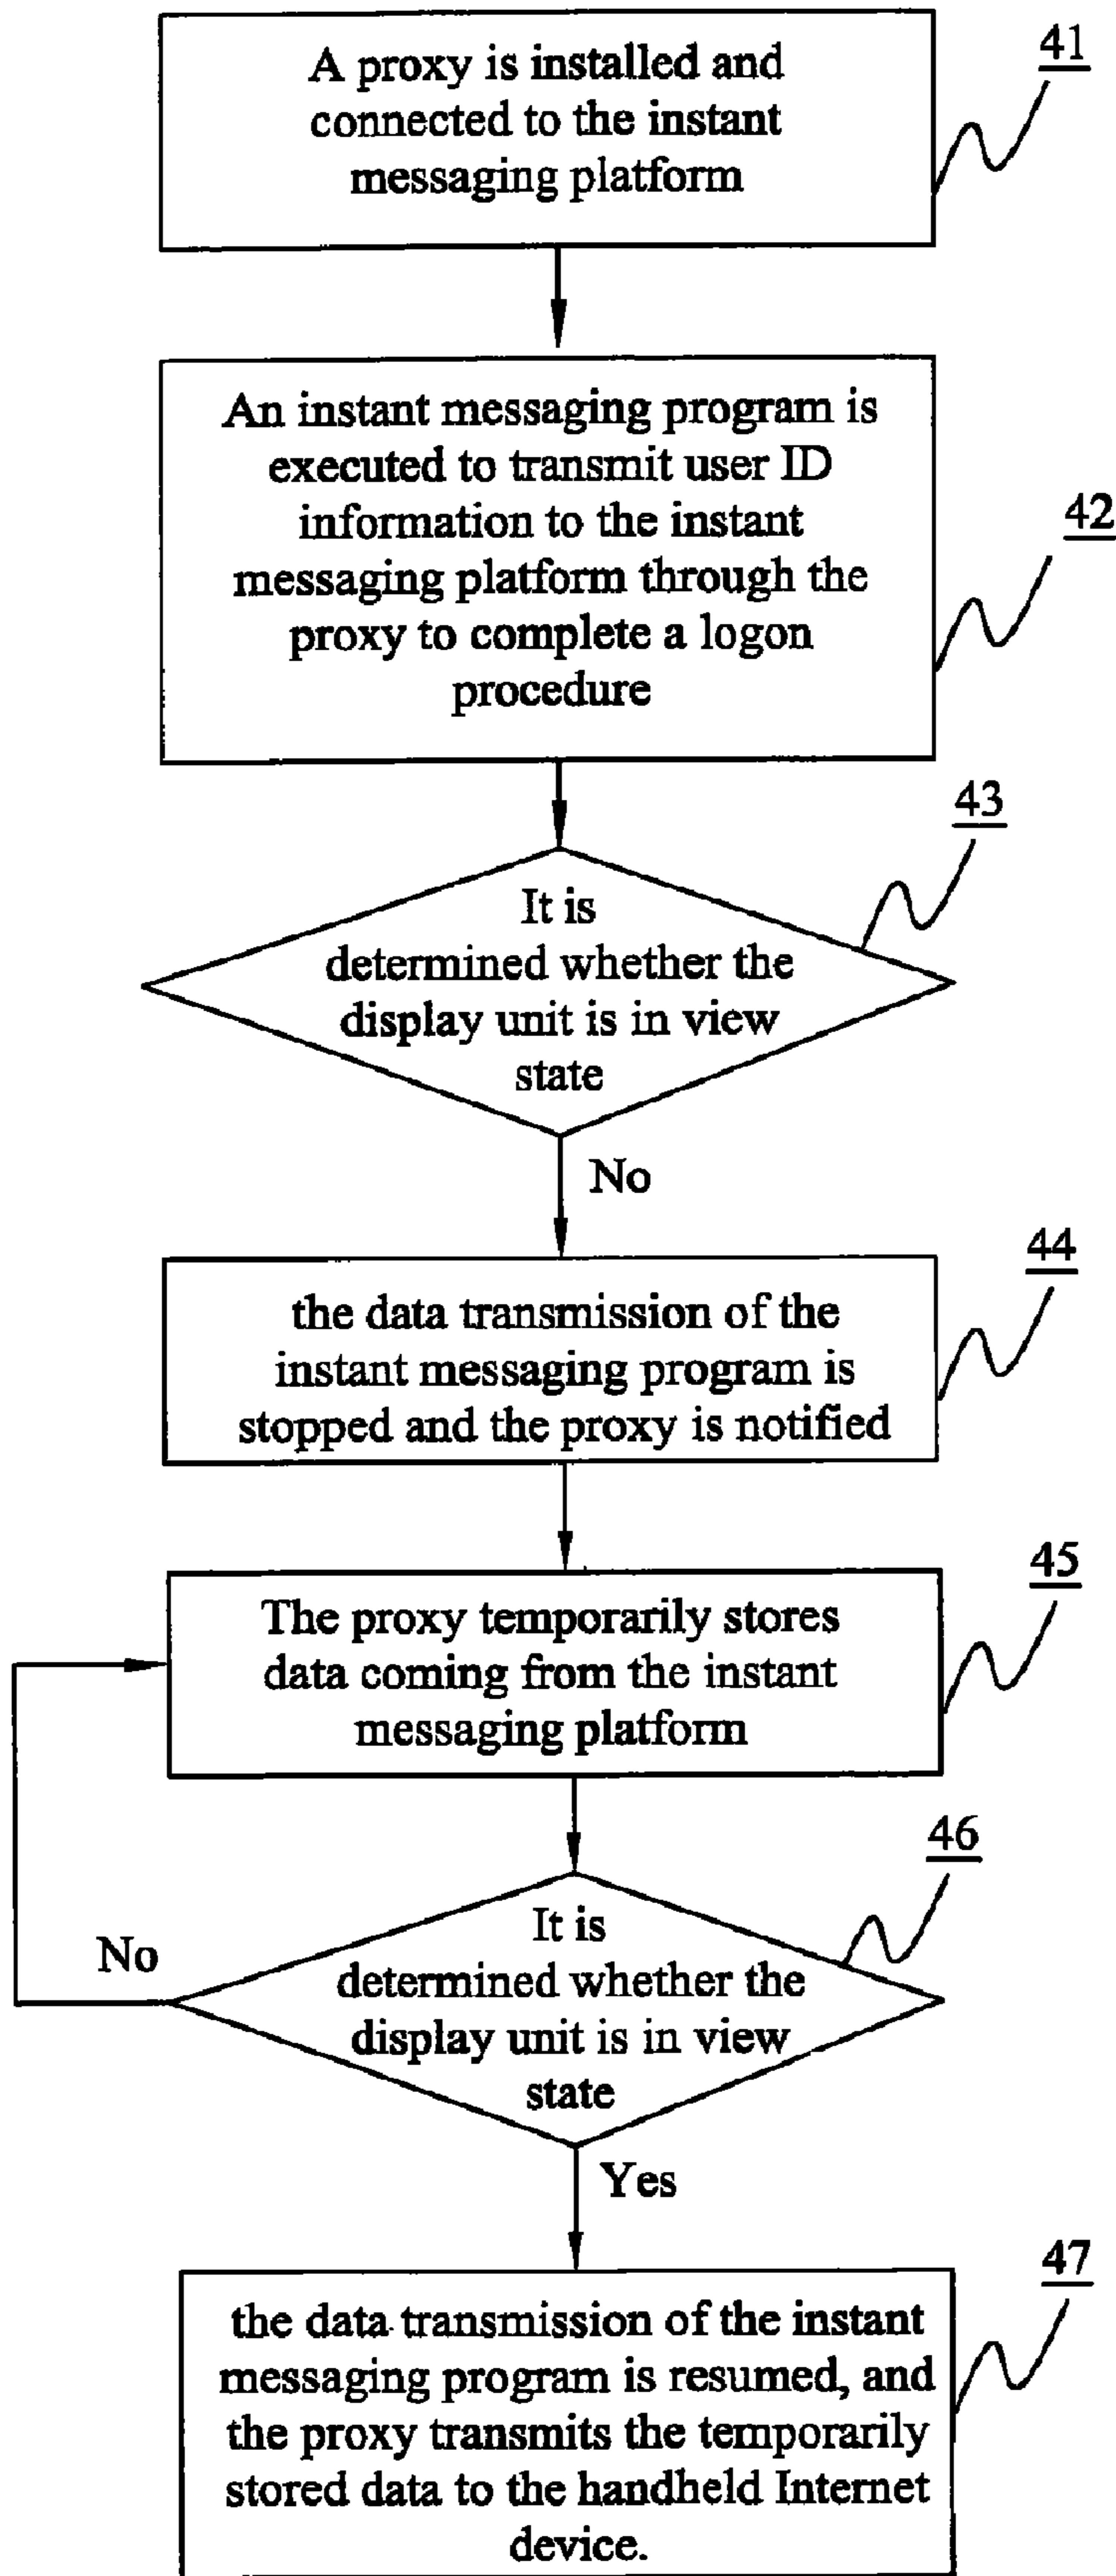 A proxy is installed and
connected to the instant
messaging platform
41
An instant messaging program is
executed to transmit user ID
information to the instant
messaging platform through the
proxy to complete a logon
procedure
42
43
It is
determined whether the
display unit is in view
state
No
44
the data transmission of the
instant messaging program is
stopped and the proxy is notified
45
The proxy temporarily stores
data coming from the instant
messaging platform
46
It is
determined whether the
display unit is in view
state
No
Yes
47
the data transmission of the instant
messaging program is resumed, and
the proxy transmits the temporarily
stored data to the handheld Internet
device.